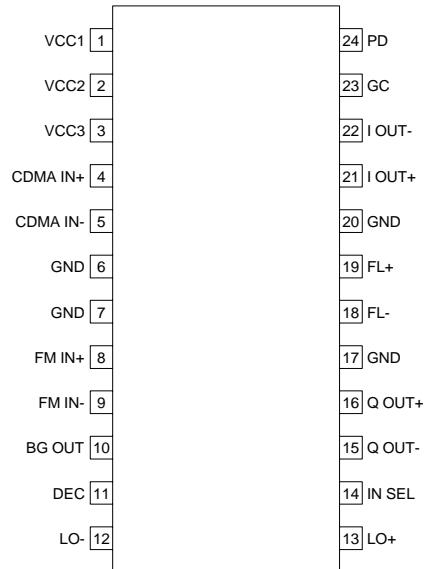 VCC1 1 24 PD
VCC2 2 23 GC
VCC3 3 22 I OUT-
CDMA IN+ 4 21 I OUT+
CDMA IN- 5 20 GND
GND 6 19 FL+
GND 7 18 FL-
FM IN+ 8 17 GND
FM IN- 9 16 Q OUT+
BG OUT 10 15 Q OUT-
DEC 11 14 IN SEL
LO- 12 13 LO+